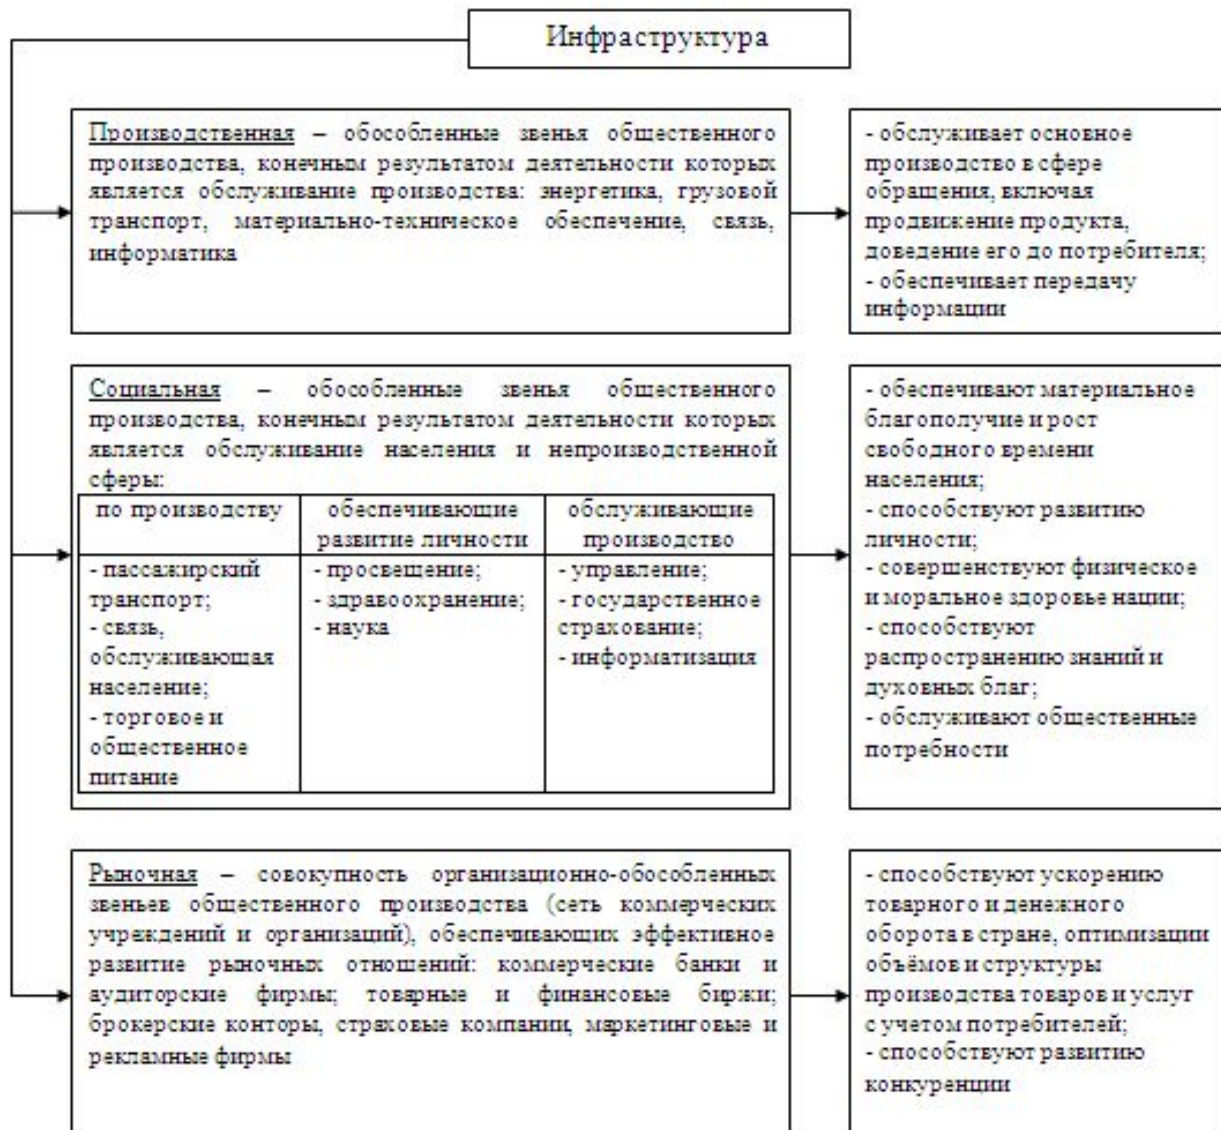 Инфраструктура
Производственная – обособленные звенья общественного
производства, конечным результатом деятельности которых
является обслуживание производства: энергетика, грузовой
транспорт, материально-техническое обеспечение, связь,
информатика
- обслуживает основное
производство в сфере
обращения, включая
продвижение продукта,
доведение его до потребителя;
- обеспечивает передачу
информации
Социальная – обособленные звенья общественного
производства, конечным результатом деятельности которых
является обслуживание населения и непроизводственной
сферы:
по производству
обеспечивающие
развитие личности
обслуживающие
производство
- пассажирский
транспорт;
- связь,
обслуживающая
население;
- торговое и
общественное
питание
- просвещение;
- здравоохранение;
- наука
- управление;
- государственное
страхование;
- информатизация
- обеспечивают материальное
благополучие и рост
свободного времени
населения;
- способствуют развитию
личности;
- совершенствуют физическое
и моральное здоровье нации;
- способствуют
распространению знаний и
духовных благ;
- обслуживают общественные
потребности
Рыночная – совокупность организационно-обособленных
звеньев общественного производства (сеть коммерческих
учреждений и организаций), обеспечивающих эффективное
развитие рыночных отношений: коммерческие банки и
аудиторские фирмы; товарные и финансовые биржи;
брокерские конторы, страховые компании, маркетинговые и
рекламные фирмы
- способствуют ускорению
товарного и денежного
оборота в стране, оптимизации
объёмов и структуры
производства товаров и услуг
с учетом потребителей;
- способствуют развитию
конкуренции